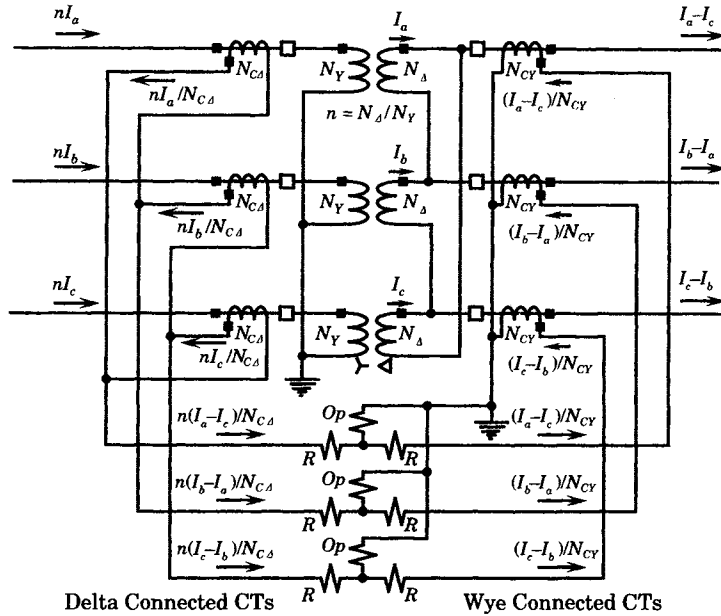 nI_a
I_a
I_a–I_c
N_CΔ
N_Y
N_Δ
N_CY
nI_a/N_CΔ
n = N_Δ/N_Y
(I_a–I_c)/N_CY
nI_b
I_b
I_b–I_a
N_CΔ
N_Y
N_Δ
N_CY
nI_b/N_CΔ
(I_b–I_a)/N_CY
nI_c
I_c
I_c–I_b
N_CΔ
N_Y
N_Δ
N_CY
nI_c/N_CΔ
(I_c–I_b)/N_CY
n(I_a–I_c)/N_CΔ
Op
(I_a–I_c)/N_CY
R
R
n(I_b–I_a)/N_CΔ
Op
(I_b–I_a)/N_CY
R
R
n(I_c–I_b)/N_CΔ
Op
(I_c–I_b)/N_CY
R
R
Delta Connected CTs
Wye Connected CTs